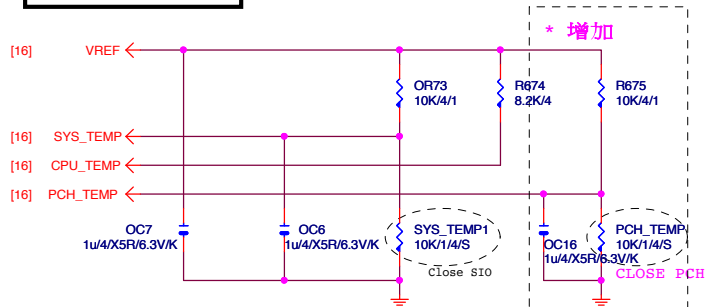 * 增加
[16] VREF
OR73
10K/4/1
R674
8.2K/4
R675
10K/4/1
[16] SYS_TEMP
[16] CPU_TEMP
[16] PCH_TEMP
OC7
1u/4/X5R/6.3V/K
OC6
1u/4/X5R/6.3V/K
SYS_TEMP1
10K/1/4/S
Close SIO
OC16
1u/4/X5R/6.3V/K
PCH_TEMP
10K/1/4/S
CLOSE PCH